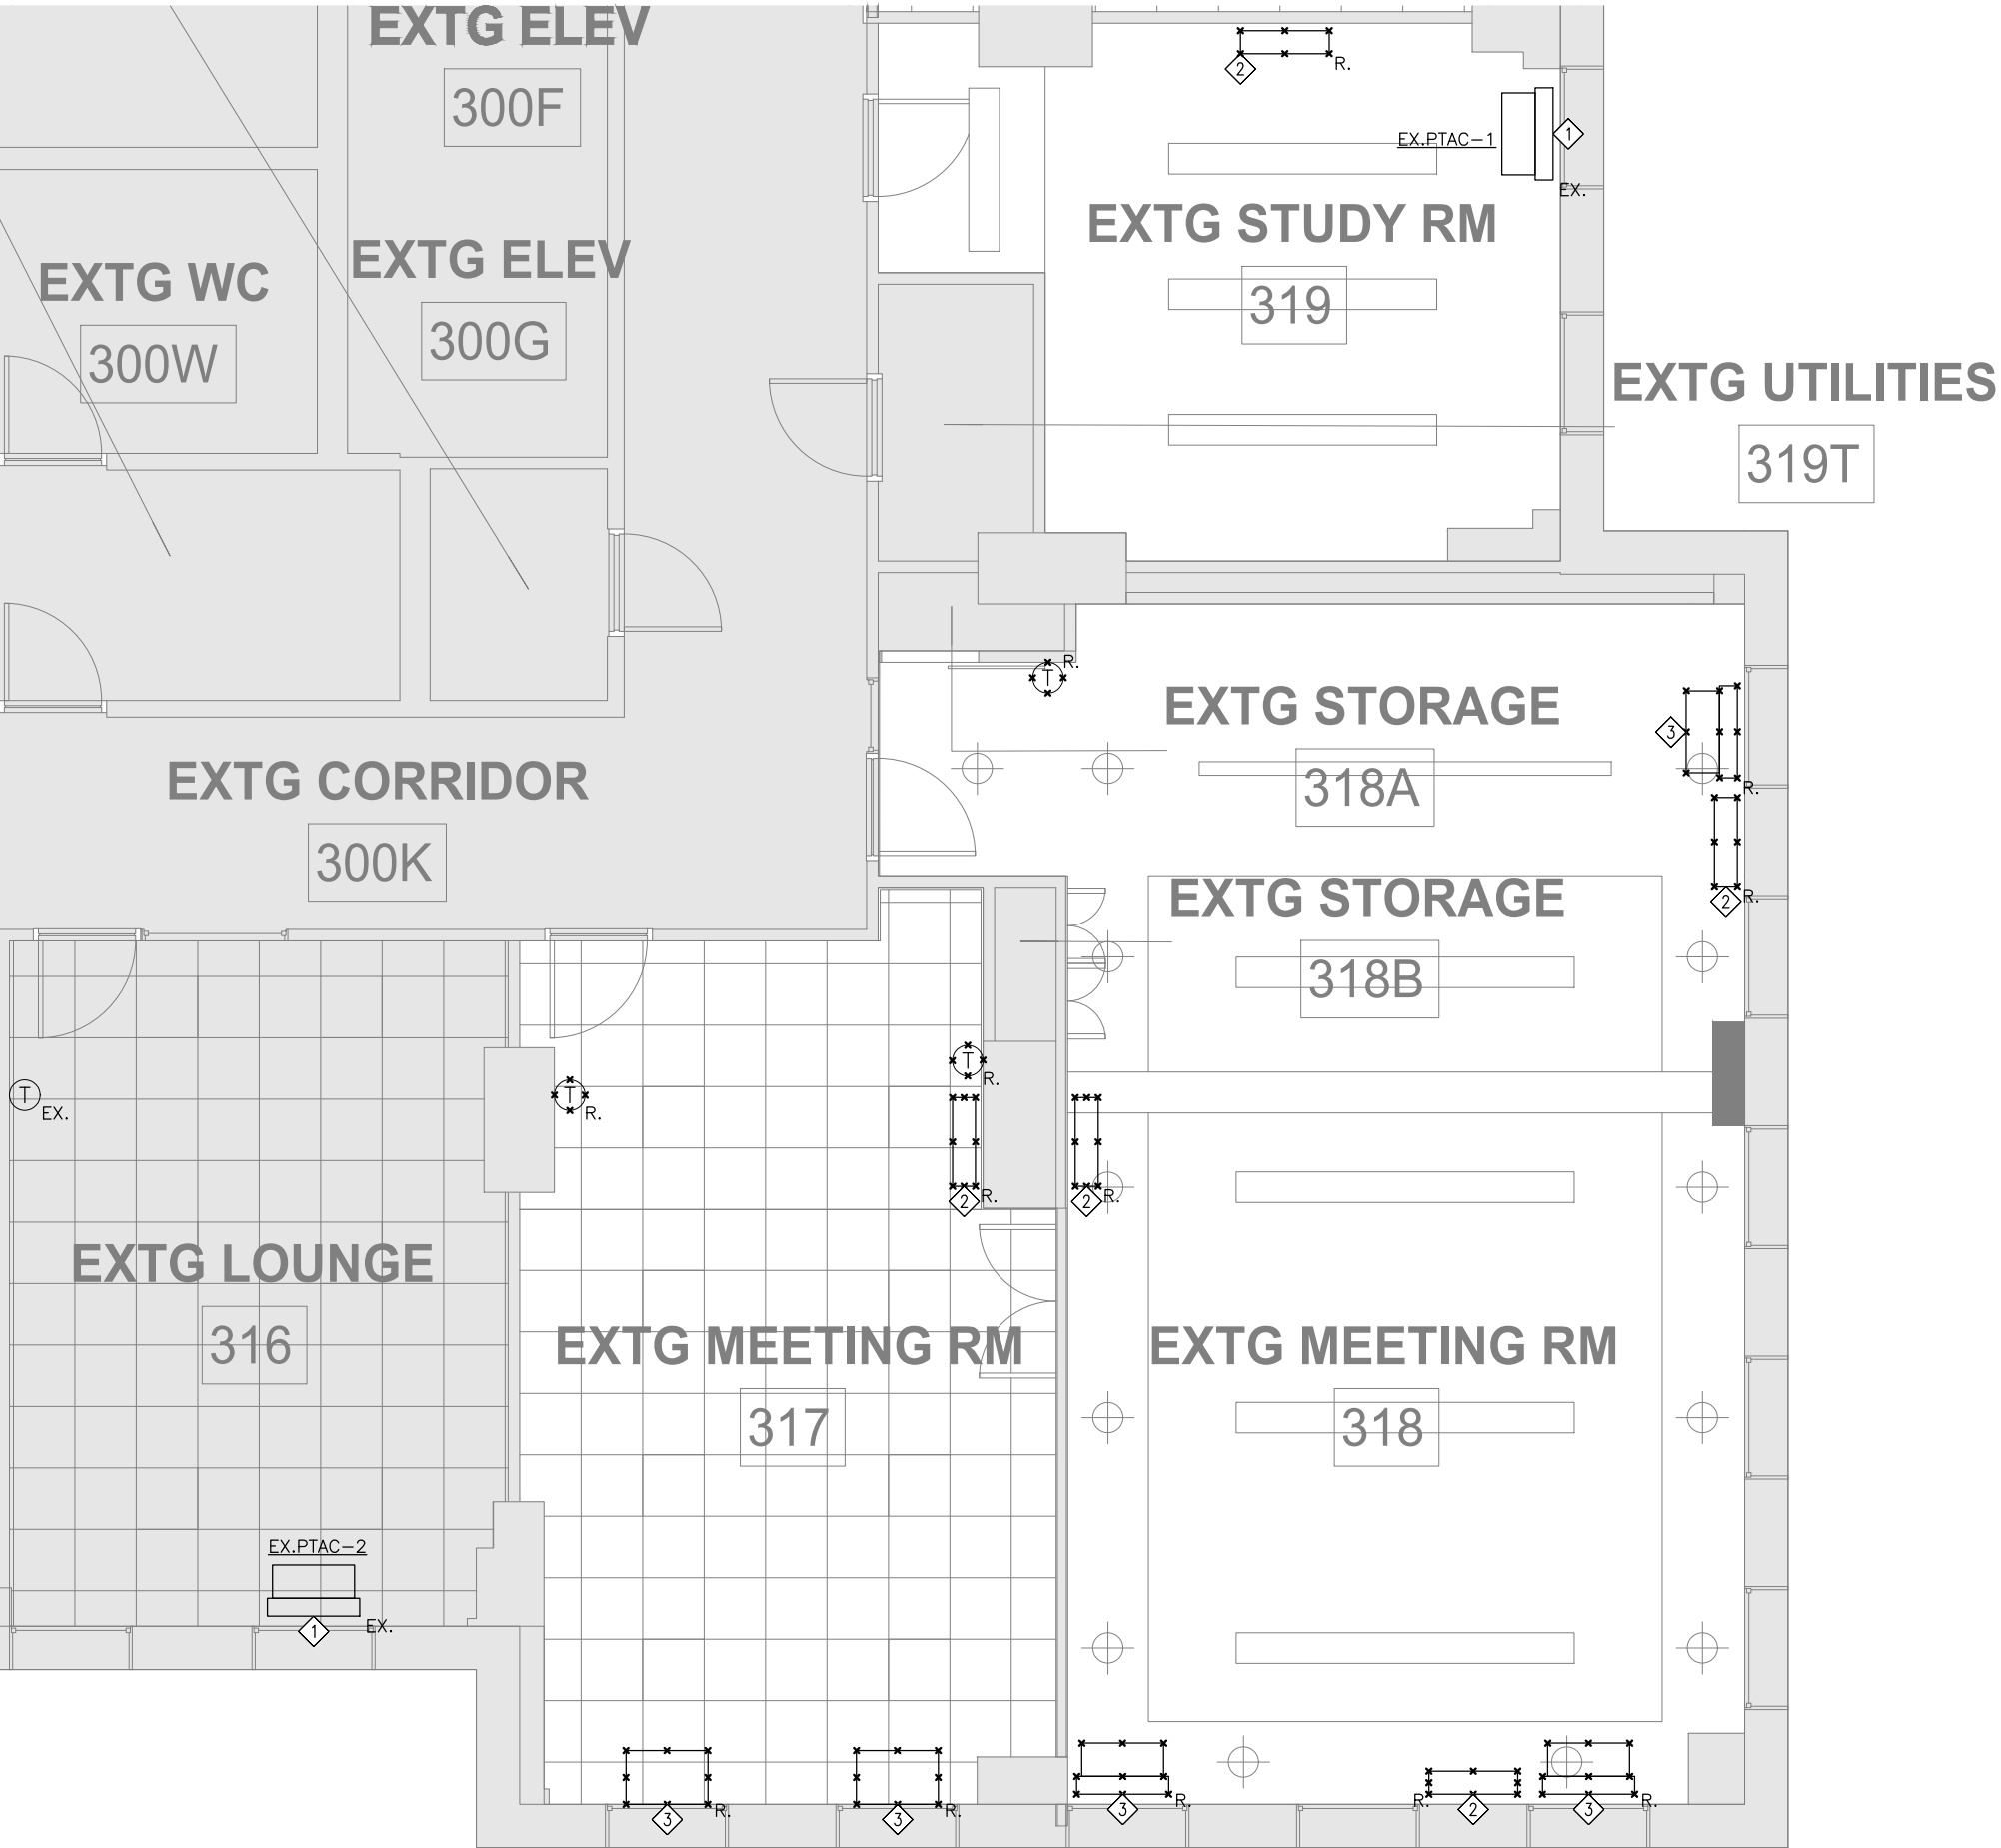 EXTG ELEV
300F
2
R.
EX.PTAC-1
1
EX.
EXTG STUDY RM
319
EXTG WC
300W
EXTG ELEV
300G
EXTG UTILITIES
319T
T
R.
EXTG STORAGE
318A
3
R.
EXTG CORRIDOR
300K
EXTG STORAGE
318B
2
R.
T
EX.
T
R.
T
R.
2
R.
2
R.
EXTG LOUNGE
316
EXTG MEETING RM
317
EXTG MEETING RM
318
EX.PTAC-2
1
EX.
3
R.
3
R.
3
R.
R.
2
3
R.